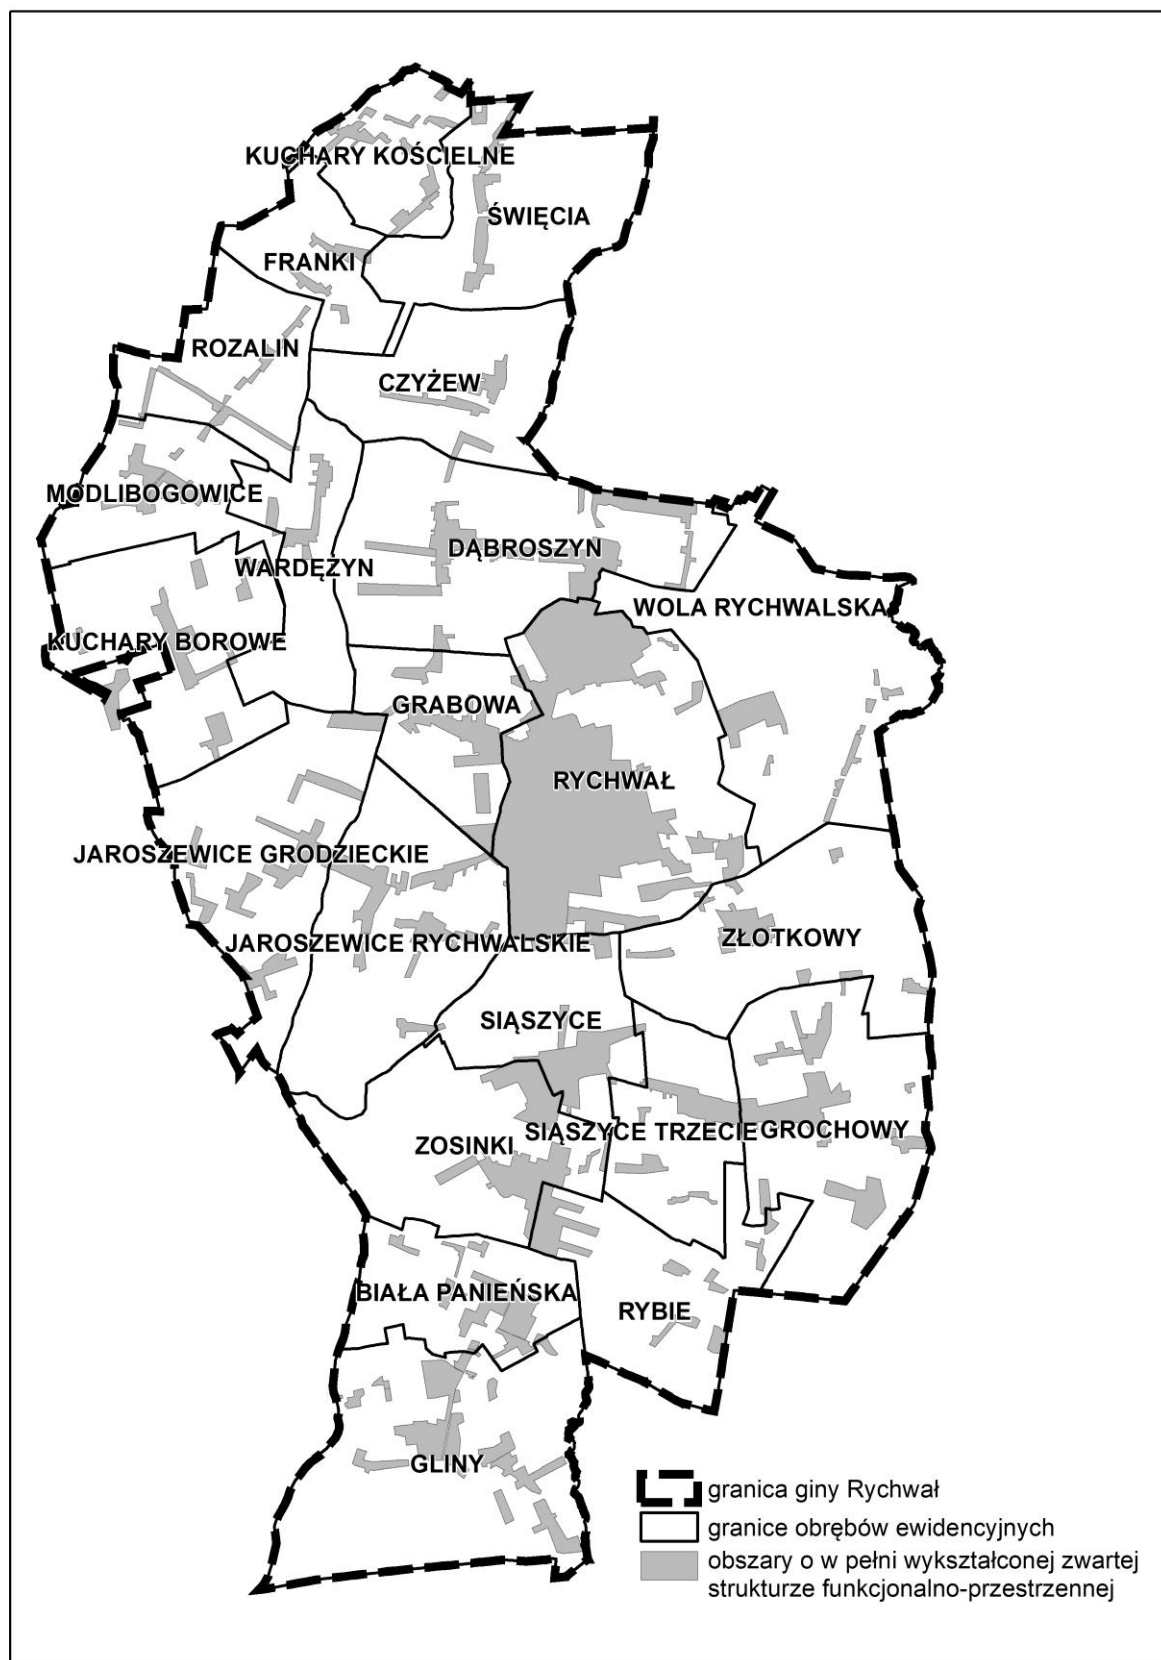 KUCHARY KOŚCIELNE
ŚWIĘCIA
FRANKI
ROZALIN
CZYŻEW
MODLIBOGOWICE
DĄBROSZYN
WARDĘŻYN
WOLA RYCHWALSKA
KUCHARY BOROWE
GRABOWA
RYCHWAŁ
JAROSZEWICE GRODZIECKIE
ZŁOTKOWY
JAROSZEWICE RYCHWALSKIE
SIĄSZYCE
SIĄSZYCE TRZECIE
GROCHOWY
ZOSINKI
BIAŁA PANIEŃSKA
RYBIE
GLINY
granica giny Rychwał
granice obrębów ewidencyjnych
obszary o w pełni wykształconej zwartej
strukturze funkcjonalno-przestrzennej